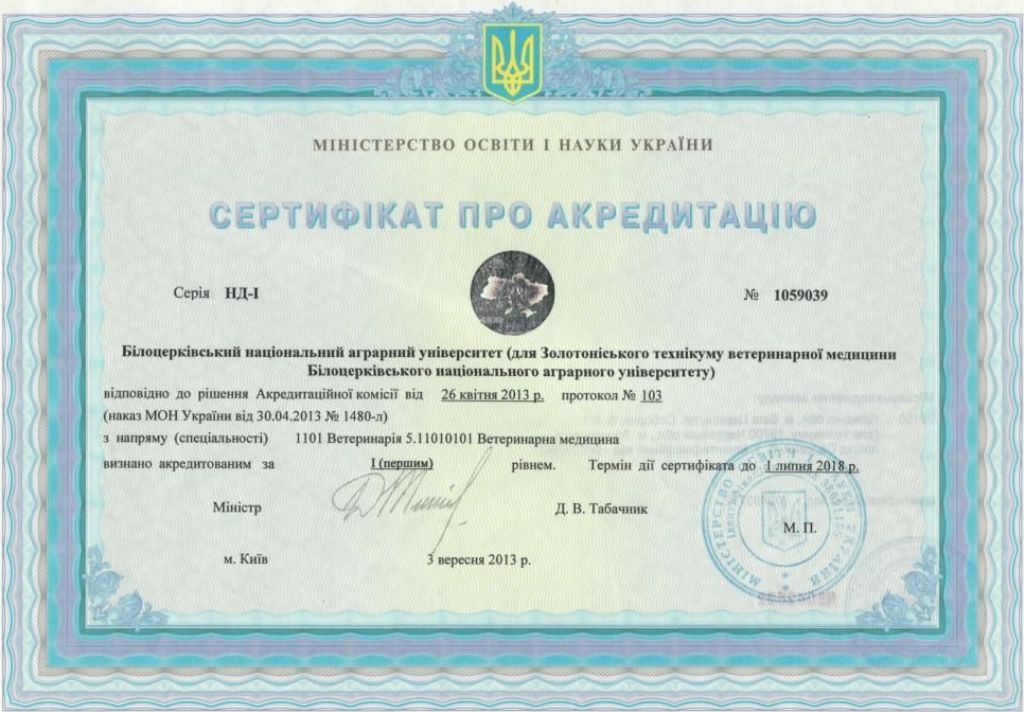 МІНІСТЕРСТВО ОСВІТИ І НАУКИ УКРАЇНИ
СЕРТИФІКАТ ПРО АКРЕДИТАЦІЮ
Серія НД-І № 1059039
Білоцерківський національний аграрний університет (для Золотоніського технікуму ветеринарної медицини
Білоцерківського національного аграрного університету)
відповідно до рішення Акредитаційної комісії від 26 квітня 2013 р. протокол № 103
(наказ МОН України від 30.04.2013 № 1480-л)
з напряму (спеціальності) 1101 Ветеринарія 5.11010101 Ветеринарна медицина
визнано акредитованим за І (першим) рівнем. Термін дії сертифіката до 1 липня 2018 р.
Міністр Д. В. Табачник
М. П.
м. Київ 3 вересня 2013 р.
МІНІСТЕРСТВО ОСВІТИ І НАУКИ УКРАЇНИ